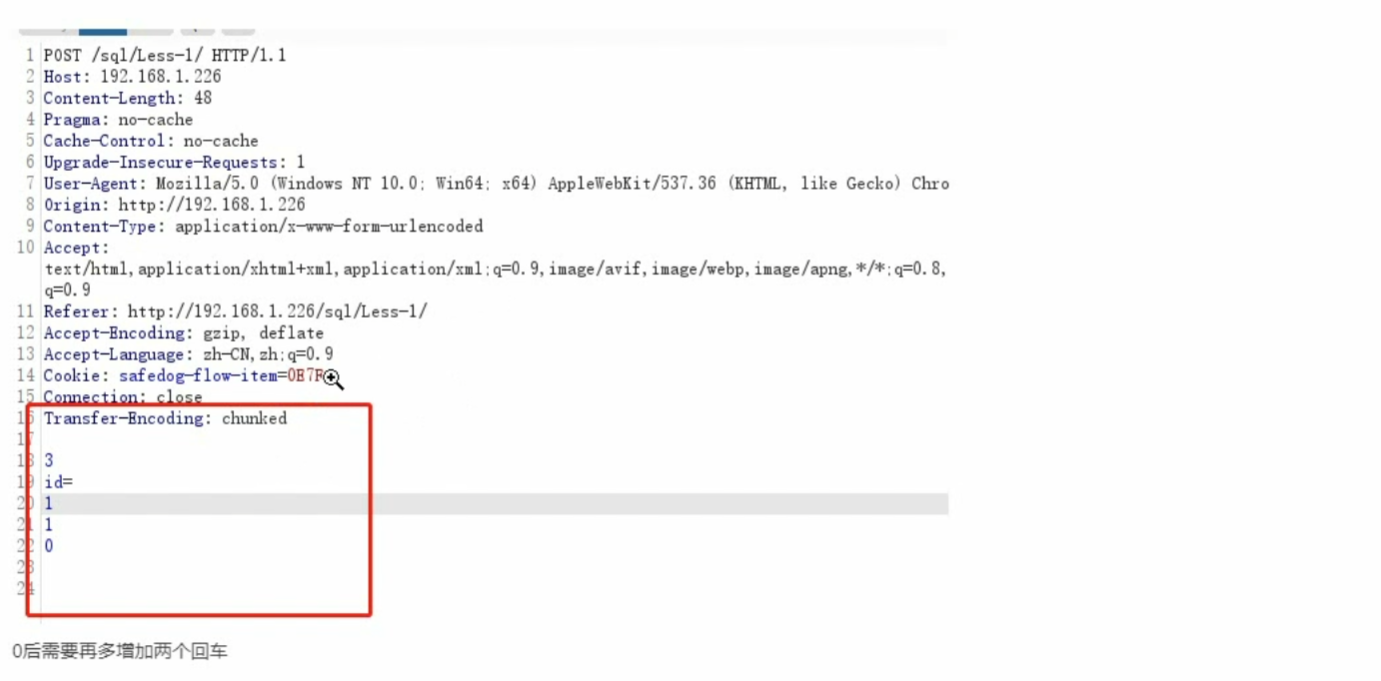 1 POST /sql/Less-1/ HTTP/1.1
2 Host: 192.168.1.226
3 Content-Length: 48
4 Pragma: no-cache
5 Cache-Control: no-cache
6 Upgrade-Insecure-Requests: 1
7 User-Agent: Mozilla/5.0 (Windows NT 10.0; Win64; x64) AppleWebKit/537.36 (KHTML, like Gecko) Chro
8 Origin: http://192.168.1.226
9 Content-Type: application/x-www-form-urlencoded
10 Accept:
text/html,application/xhtml+xml,application/xml;q=0.9,image/avif,image/webp,image/apng,*/*;q=0.8,
q=0.9
11 Referer: http://192.168.1.226/sql/Less-1/
12 Accept-Encoding: gzip, deflate
13 Accept-Language: zh-CN,zh;q=0.9
14 Cookie: safedog-flow-item=0E7F
15 Connection: close
16 Transfer-Encoding: chunked
17
18 3
19 id=
20 1
21 1
22 0
23
24
0后需要再多增加两个回车